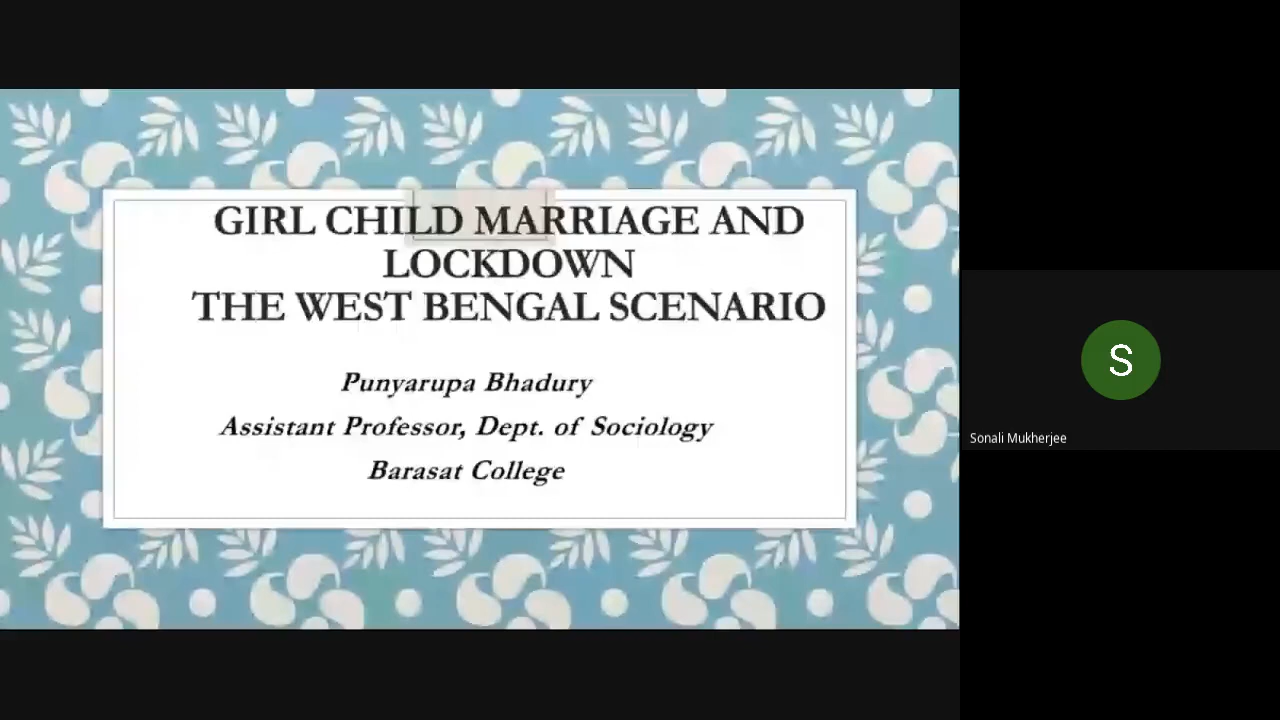 GIRL CHILD MARRIAGE AND
LOCKDOWN
THE WEST BENGAL SCENARIO
Punyarupa Bhadury
Assistant Professor, Dept. of Sociology
Barasat College
S
Sonali Mukherjee